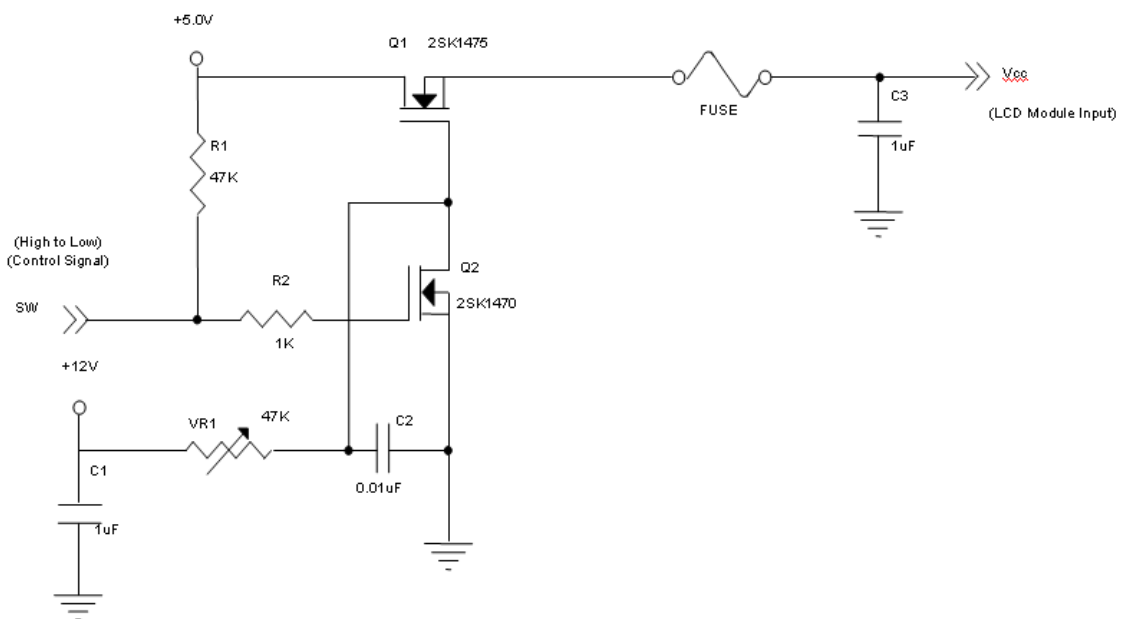 +5.0V
Q1 2SK1475
Vcc
C3
FUSE
(LCD Module Input)
R1
1uF
47K
(High to Low)
(Control Signal)
Q2
R2
SW
2SK1470
1K
+12V
47K
VR1
C2
C1
0.01uF
1uF